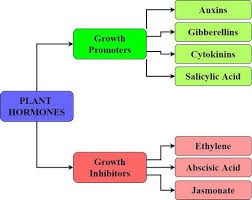 PLANT
HORMONES
Growth
Promoters
Auxins
Gibberellins
Cytokinins
Salicylic Acid
Growth
Inhibitors
Ethylene
Abscisic Acid
Jasmonate